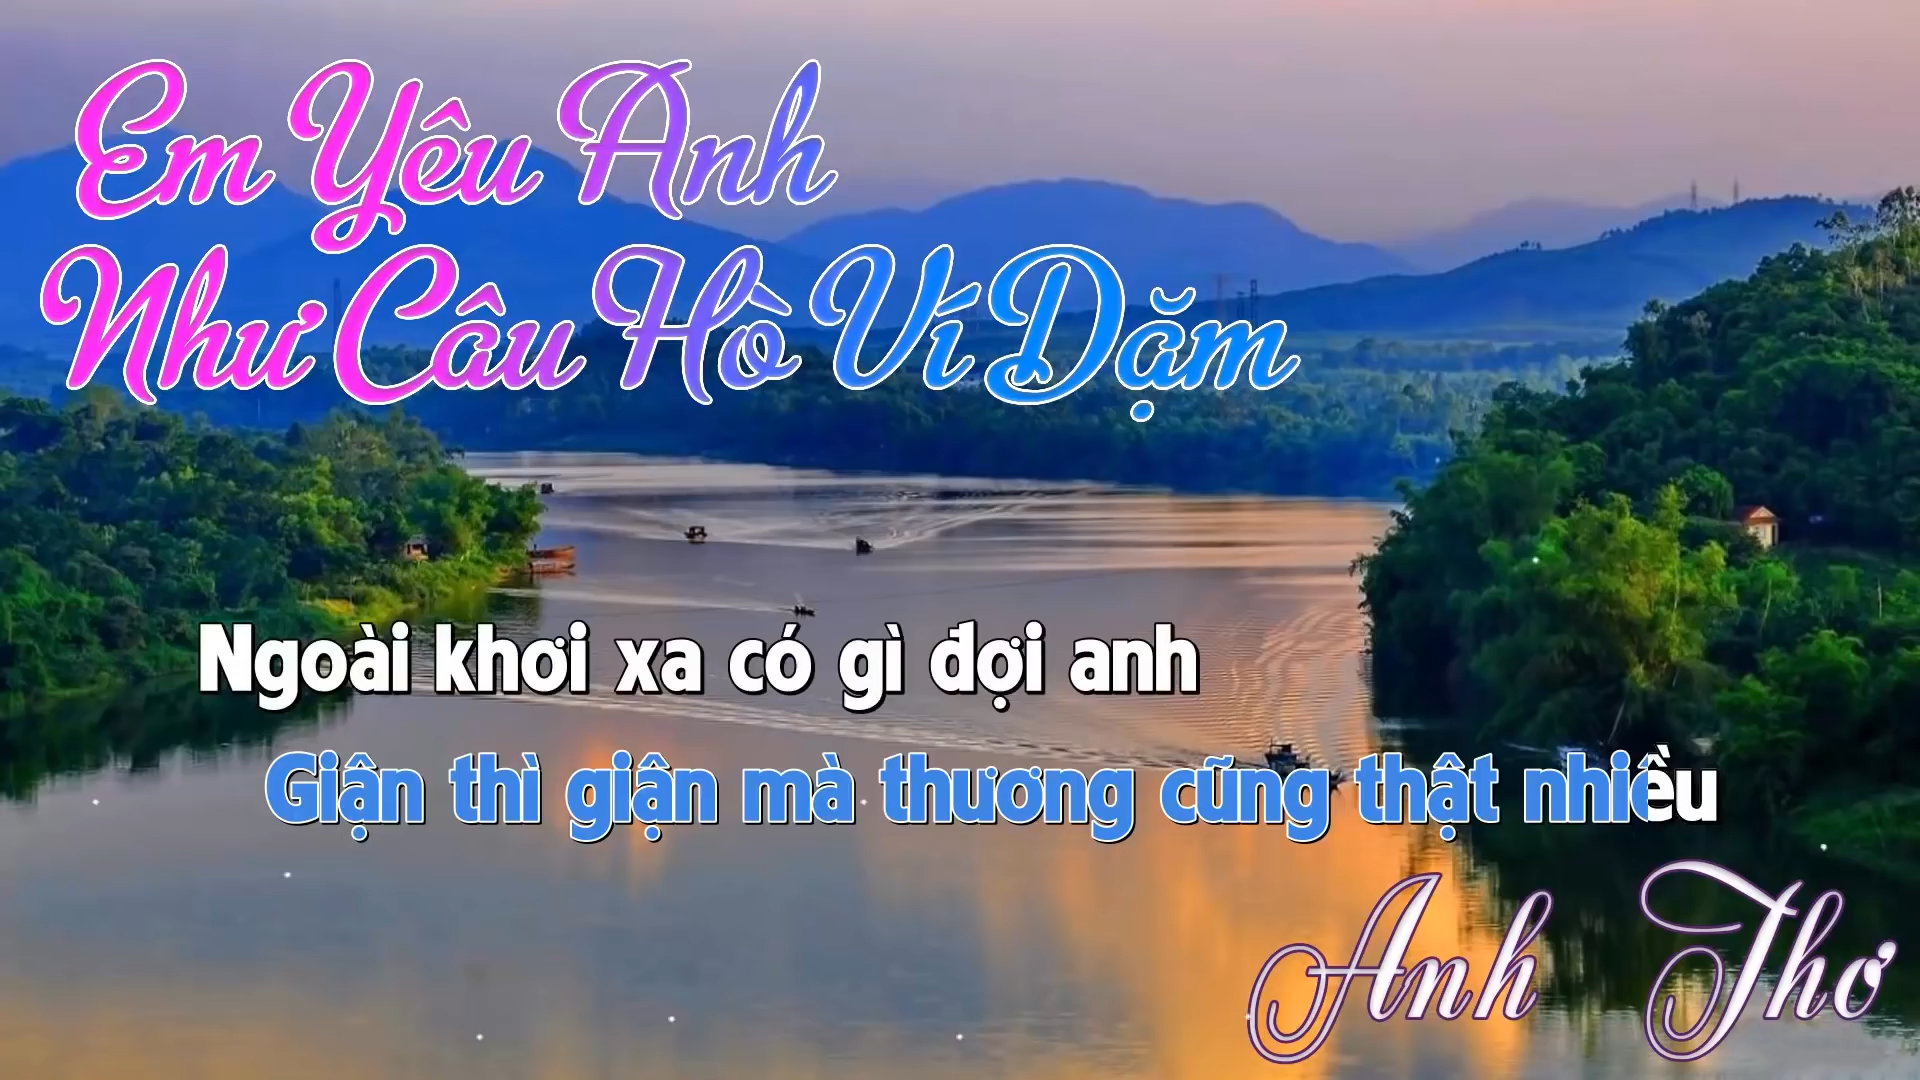 Em Yêu Anh
Như Câu Hò Ví Dặm
Ngoài khơi xa có gì đợi anh
Giận thì giận mà thương cũng thật nhiều
Anh Thơ